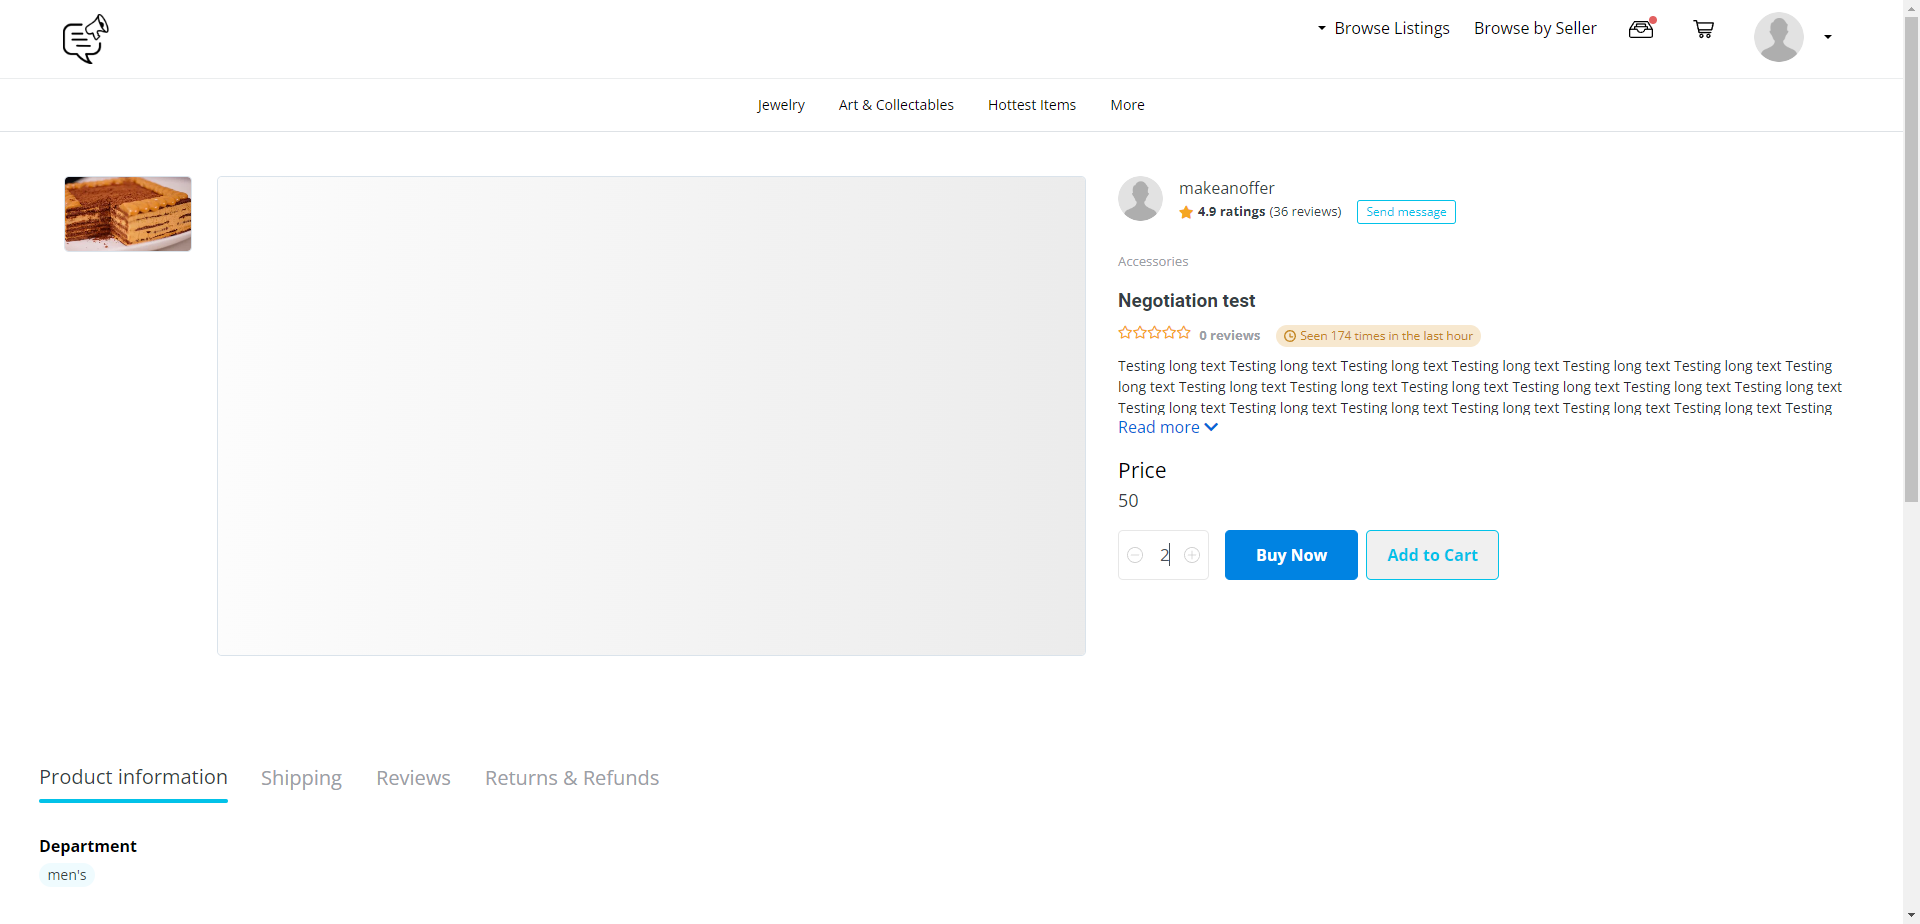 Browse Listings
Browse by Seller
Jewelry
Art & Collectables
Hottest Items
More
makeanoffer
4.9 ratings (36 reviews)
Send message
Accessories
Negotiation test
0 reviews
Seen 174 times in the last hour
Testing long text Testing long text Testing long text Testing long text Testing long text Testing long text Testing
long text Testing long text Testing long text Testing long text Testing long text Testing long text Testing long text
Testing long text Testing long text Testing long text Testing long text Testing long text Testing long text Testing
Read more
Price
50
2
Buy Now
Add to Cart
Product information
Shipping
Reviews
Returns & Refunds
Department
men's